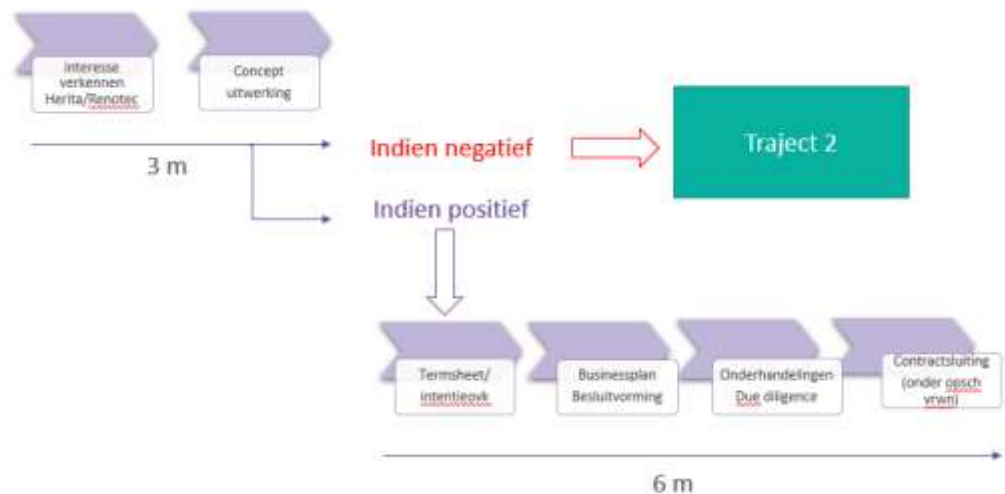 interesse
verkennen
Herita/Renotec
Concept
uitwerking
3 m
Indien negatief
Traject 2
Indien positief
Termsheet/
intentieovk
Businessplan
Besluitvorming
Onderhandelingen
Due diligence
Contractsluiting
(onder opsch
vrwn)
6 m